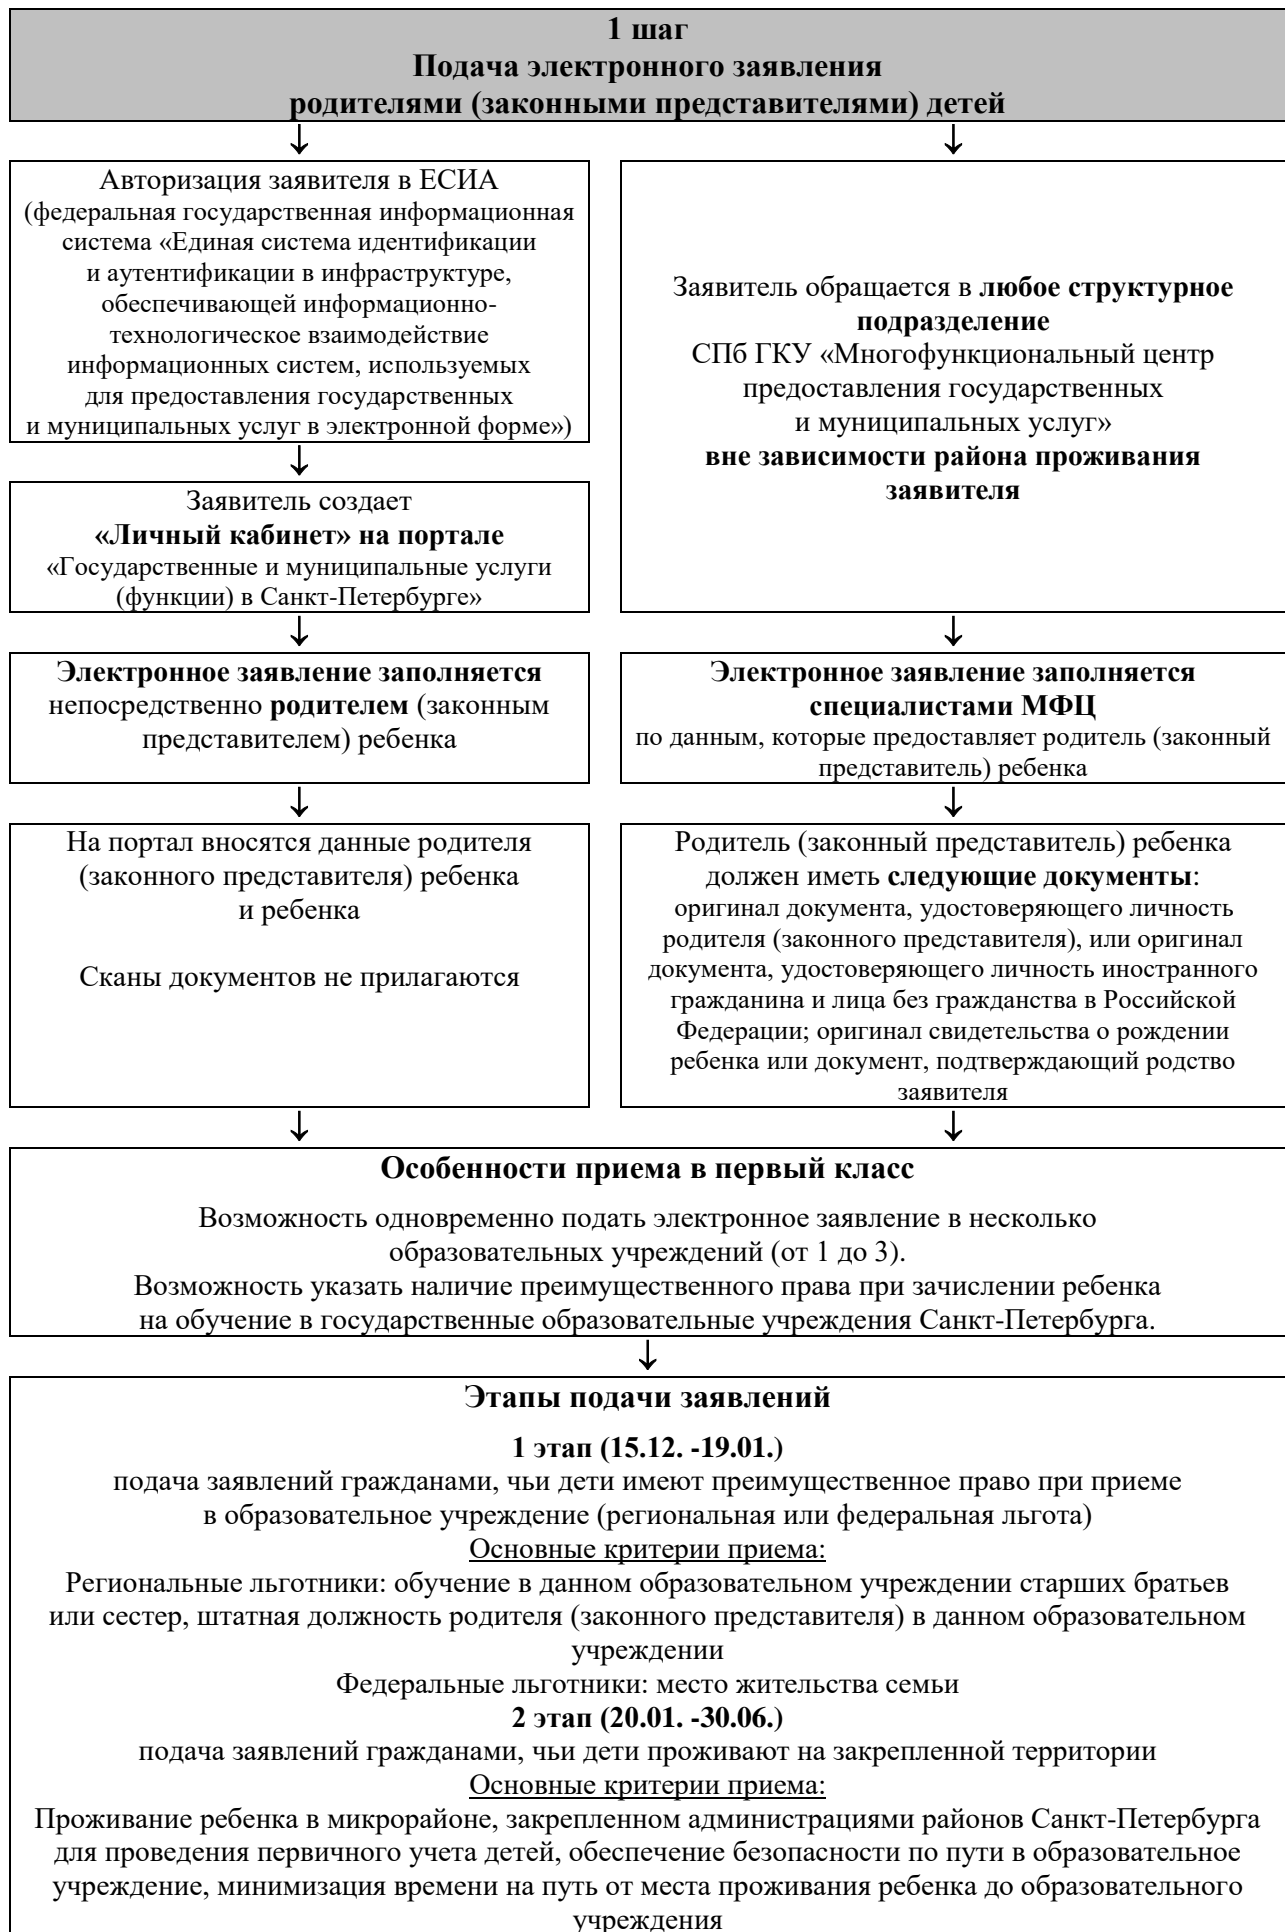 1 шаг
Подача электронного заявления
родителями (законными представителями) детей
Авторизация заявителя в ЕСИА
(федеральная государственная информационная
система «Единая система идентификации
и аутентификации в инфраструктуре,
обеспечивающей информационно-
технологическое взаимодействие
информационных систем, используемых
для предоставления государственных
и муниципальных услуг в электронной форме»)
Заявитель создает
«Личный кабинет» на портале
«Государственные и муниципальные услуги
(функции) в Санкт-Петербурге»
Электронное заявление заполняется
непосредственно родителем (законным
представителем) ребенка
На портал вносятся данные родителя
(законного представителя) ребенка
и ребенка
Сканы документов не прилагаются
Заявитель обращается в любое структурное
подразделение
СПб ГКУ «Многофункциональный центр
предоставления государственных
и муниципальных услуг»
вне зависимости района проживания
заявителя
Электронное заявление заполняется
специалистами МФЦ
по данным, которые предоставляет родитель (законный
представитель) ребенка
Родитель (законный представитель) ребенка
должен иметь следующие документы:
оригинал документа, удостоверяющего личность
родителя (законного представителя), или оригинал
документа, удостоверяющего личность иностранного
гражданина и лица без гражданства в Российской
Федерации; оригинал свидетельства о рождении
ребенка или документ, подтверждающий родство
заявителя
Особенности приема в первый класс
Возможность одновременно подать электронное заявление в несколько
образовательных учреждений (от 1 до 3).
Возможность указать наличие преимущественного права при зачислении ребенка
на обучение в государственные образовательные учреждения Санкт-Петербурга.
Этапы подачи заявлений
1 этап (15.12. -19.01.)
подача заявлений гражданами, чьи дети имеют преимущественное право при приеме
в образовательное учреждение (региональная или федеральная льгота)
Основные критерии приема:
Региональные льготники: обучение в данном образовательном учреждении старших братьев
или сестер, штатная должность родителя (законного представителя) в данном образовательном
учреждении
Федеральные льготники: место жительства семьи
2 этап (20.01. -30.06.)
подача заявлений гражданами, чьи дети проживают на закрепленной территории
Основные критерии приема:
Проживание ребенка в микрорайоне, закрепленном администрациями районов Санкт-Петербурга
для проведения первичного учета детей, обеспечение безопасности по пути в образовательное
учреждение, минимизация времени на путь от места проживания ребенка до образовательного
учреждения